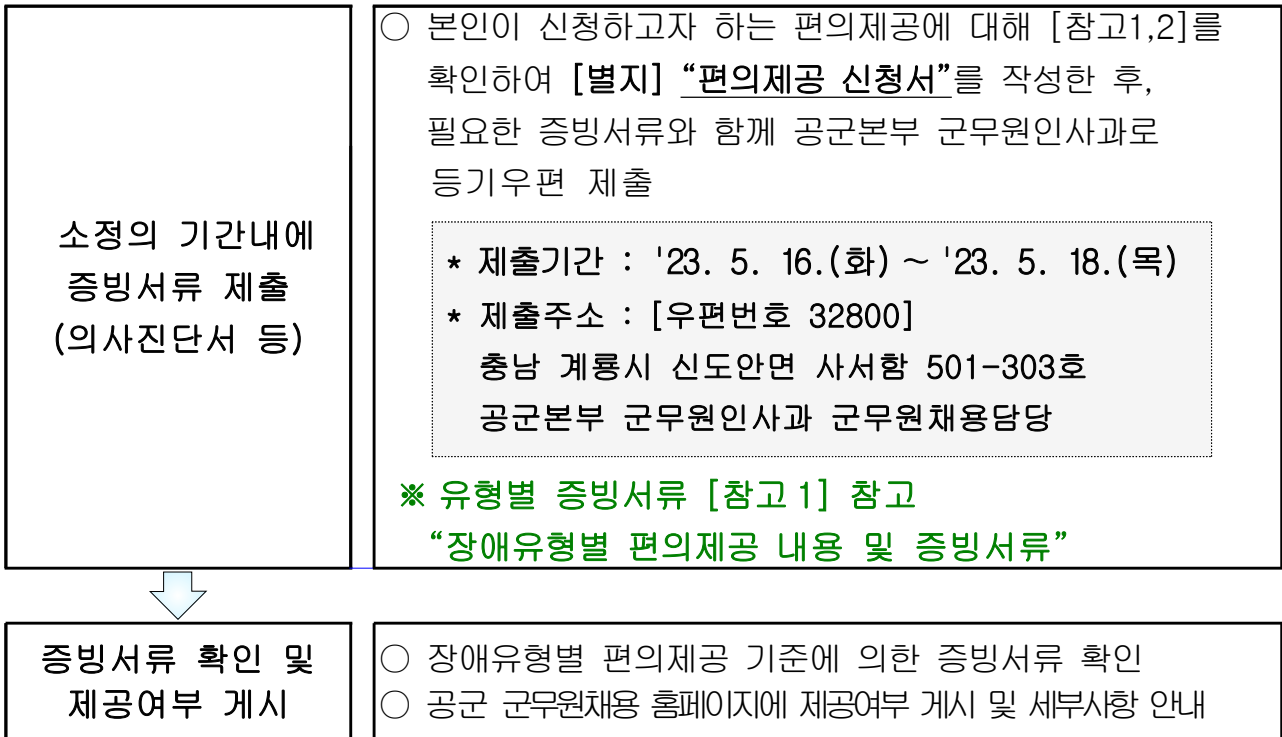 소정의 기간내에
증빙서류 제출
(의사진단서 등)
○ 본인이 신청하고자 하는 편의제공에 대해 [참고1,2]를
확인하여 [별지] “편의제공 신청서”를 작성한 후,
필요한 증빙서류와 함께 공군본부 군무원인사과로
등기우편 제출
* 제출기간 : '23. 5. 16.(화) ~ '23. 5. 18.(목)
* 제출주소 : [우편번호 32800]
충남 계룡시 신도안면 사서함 501-303호
공군본부 군무원인사과 군무원채용담당
※ 유형별 증빙서류 [참고 1] 참고
“장애유형별 편의제공 내용 및 증빙서류”
증빙서류 확인 및
제공여부 게시
○ 장애유형별 편의제공 기준에 의한 증빙서류 확인
○ 공군 군무원채용 홈페이지에 제공여부 게시 및 세부사항 안내